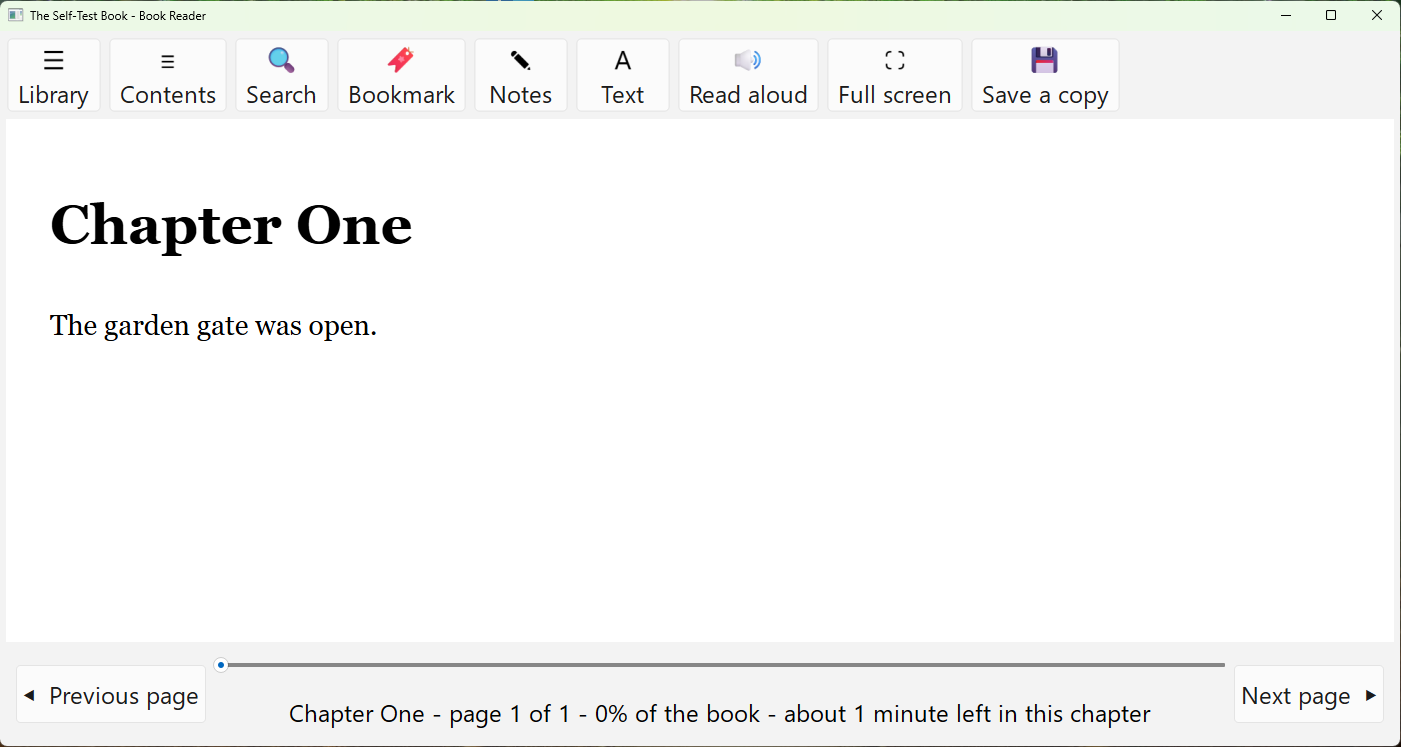 The Self-Test Book - Book Reader
Library
Contents
Search
Bookmark
Notes
A
Text
Read aloud
Full screen
Save a copy
Chapter One
The garden gate was open.
Previous page
Chapter One - page 1 of 1 - 0% of the book - about 1 minute left in this chapter
Next page